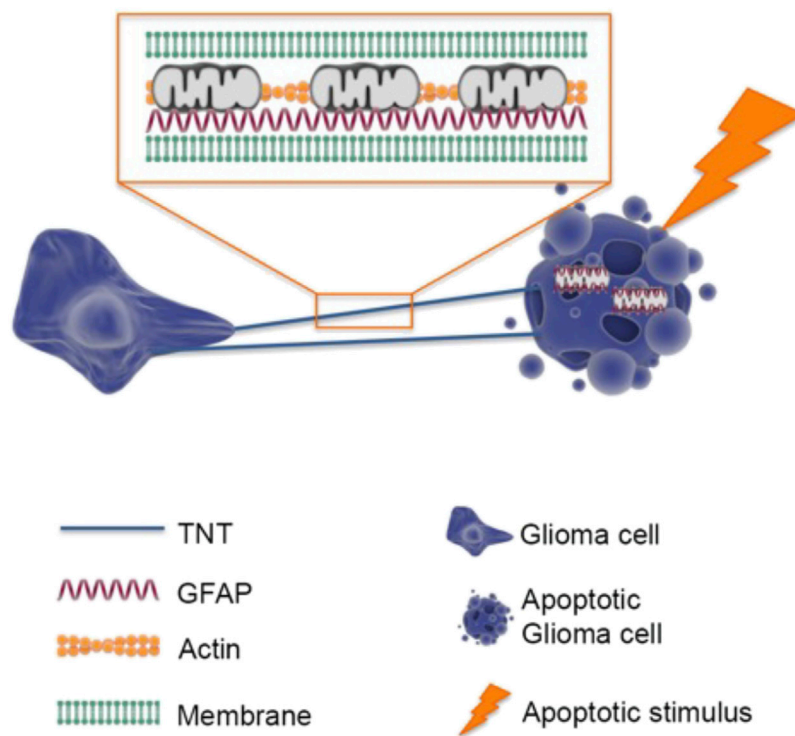 TNT
GFAP
Actin
Membrane
Glioma cell
Apoptotic
Glioma cell
Apoptotic stimulus